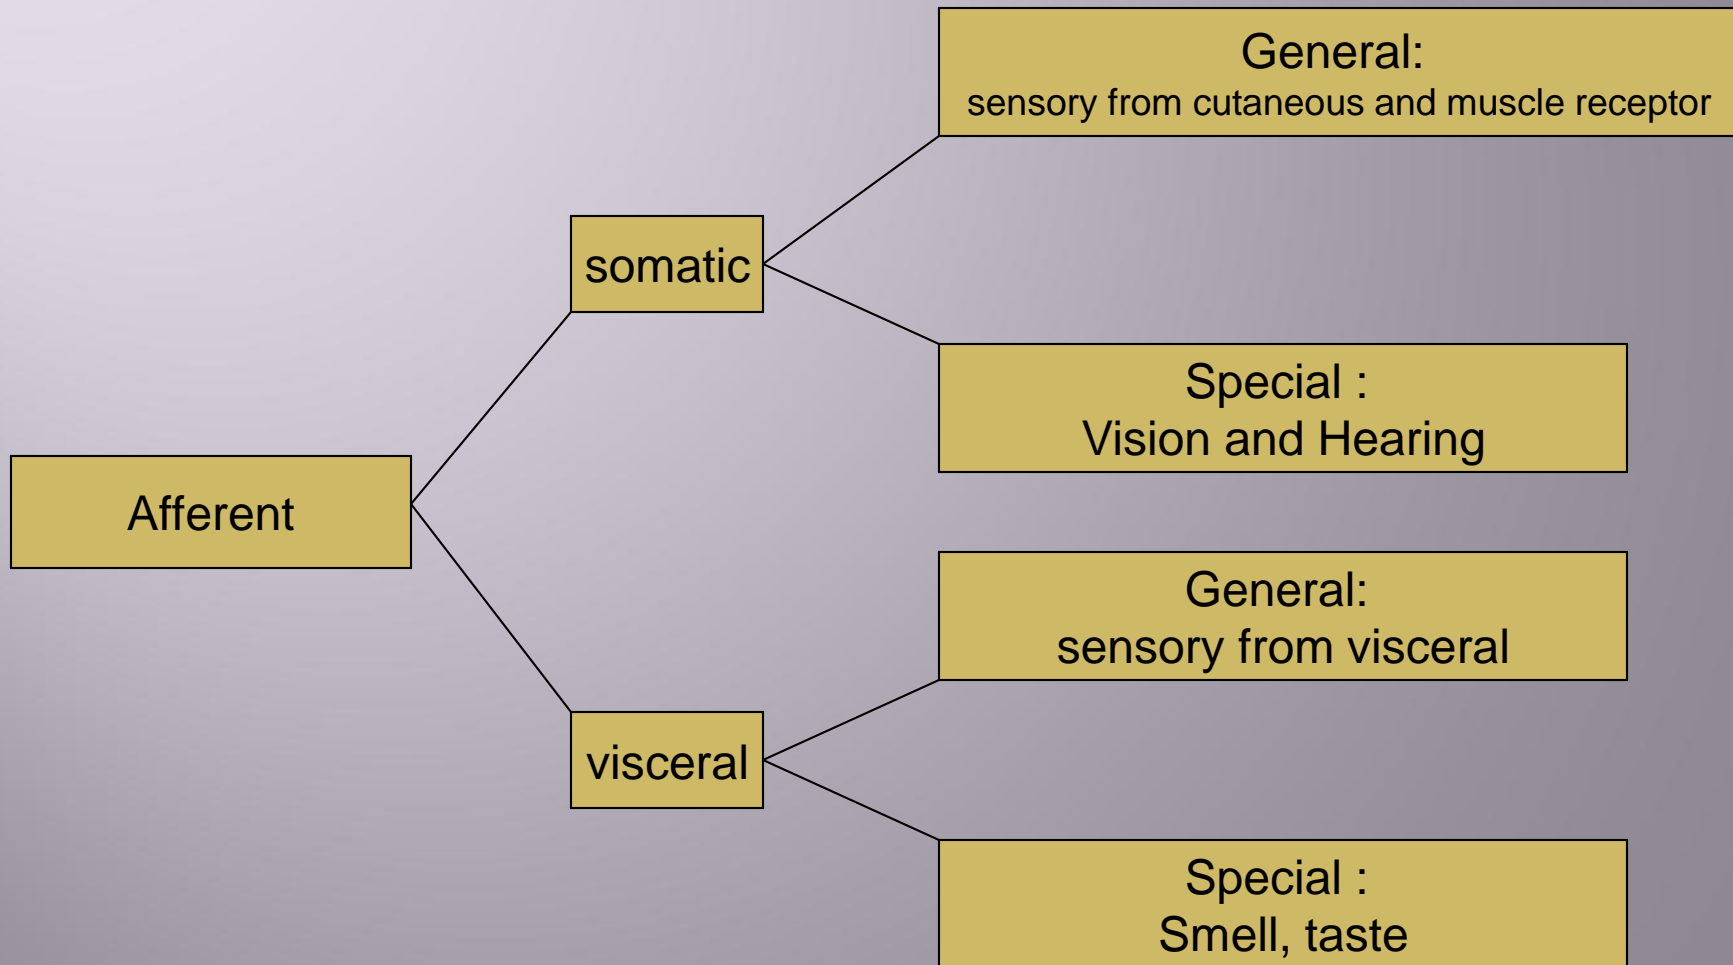 General:
sensory from cutaneous and muscle receptor
somatic
Special :
Vision and Hearing
Afferent
General:
sensory from visceral
visceral
Special :
Smell, taste